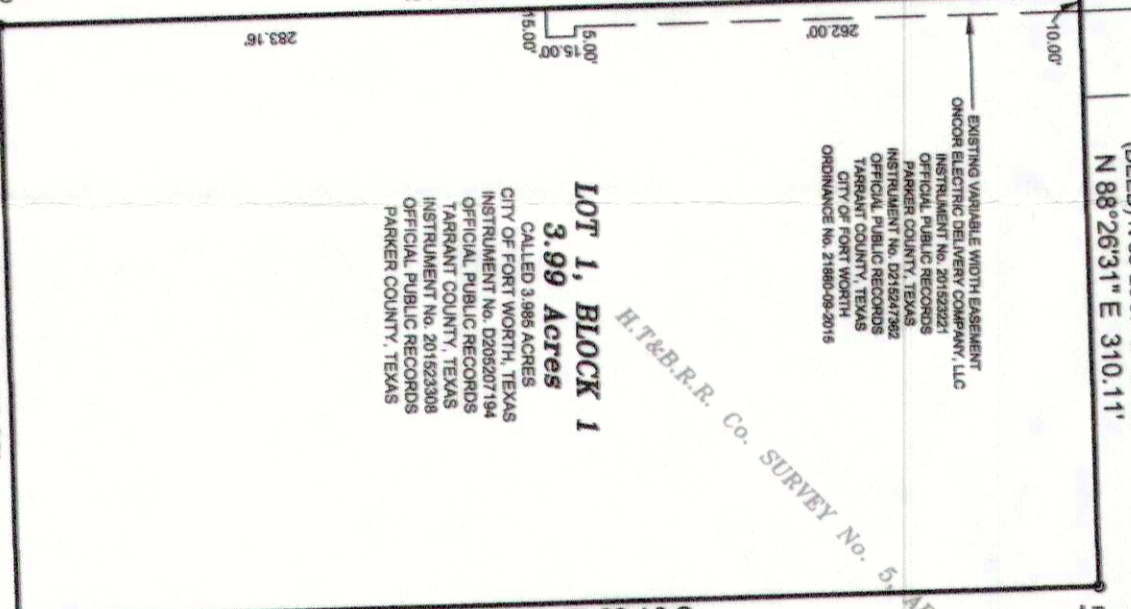 N 88°26'31" E 310.11'
10.00'
EXISTING VARIABLE WIDTH EASEMENT
ONCOR ELECTRIC DELIVERY COMPANY, LLC
INSTRUMENT No. 201523221
OFFICIAL PUBLIC RECORDS
PARKER COUNTY, TEXAS
INSTRUMENT No. D215247362
OFFICIAL PUBLIC RECORDS
TARRANT COUNTY, TEXAS
CITY OF FORT WORTH
ORDINANCE No. 21880-09-2015
262.00'
5.00'
15.00'
15.00'
283.16'
H.T.&B.R.R. Co. SURVEY No. 5,
LOT 1, BLOCK 1
3.99 Acres
CALLED 3.985 ACRES
CITY OF FORT WORTH, TEXAS
INSTRUMENT No. D205207194
OFFICIAL PUBLIC RECORDS
TARRANT COUNTY, TEXAS
INSTRUMENT No. 201523308
OFFICIAL PUBLIC RECORDS
PARKER COUNTY, TEXAS